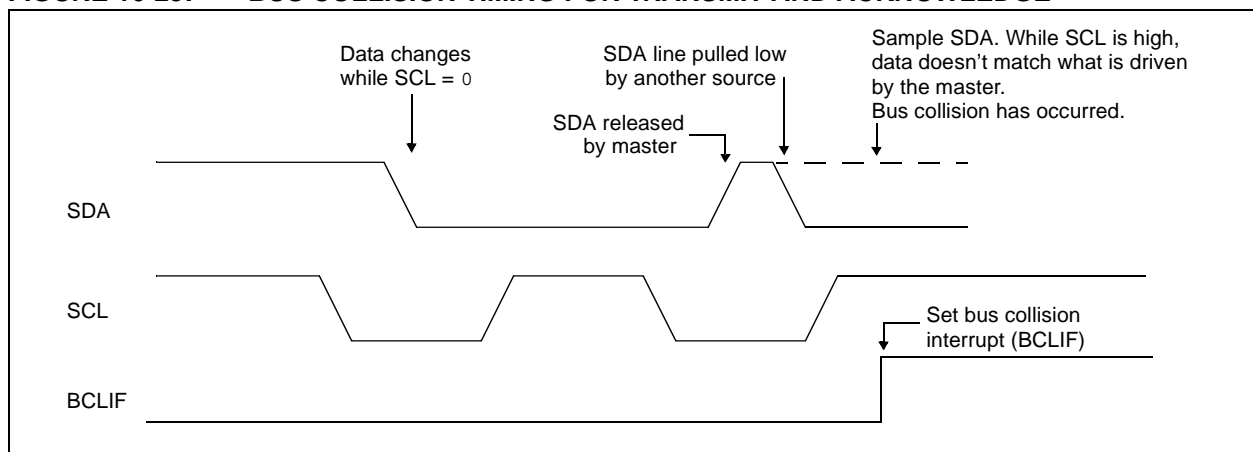 Data changes
while SCL = 0
SDA line pulled low
by another source
SDA released
by master
Sample SDA. While SCL is high,
data doesn't match what is driven
by the master.
Bus collision has occurred.
SDA
SCL
Set bus collision
interrupt (BCLIF)
BCLIF